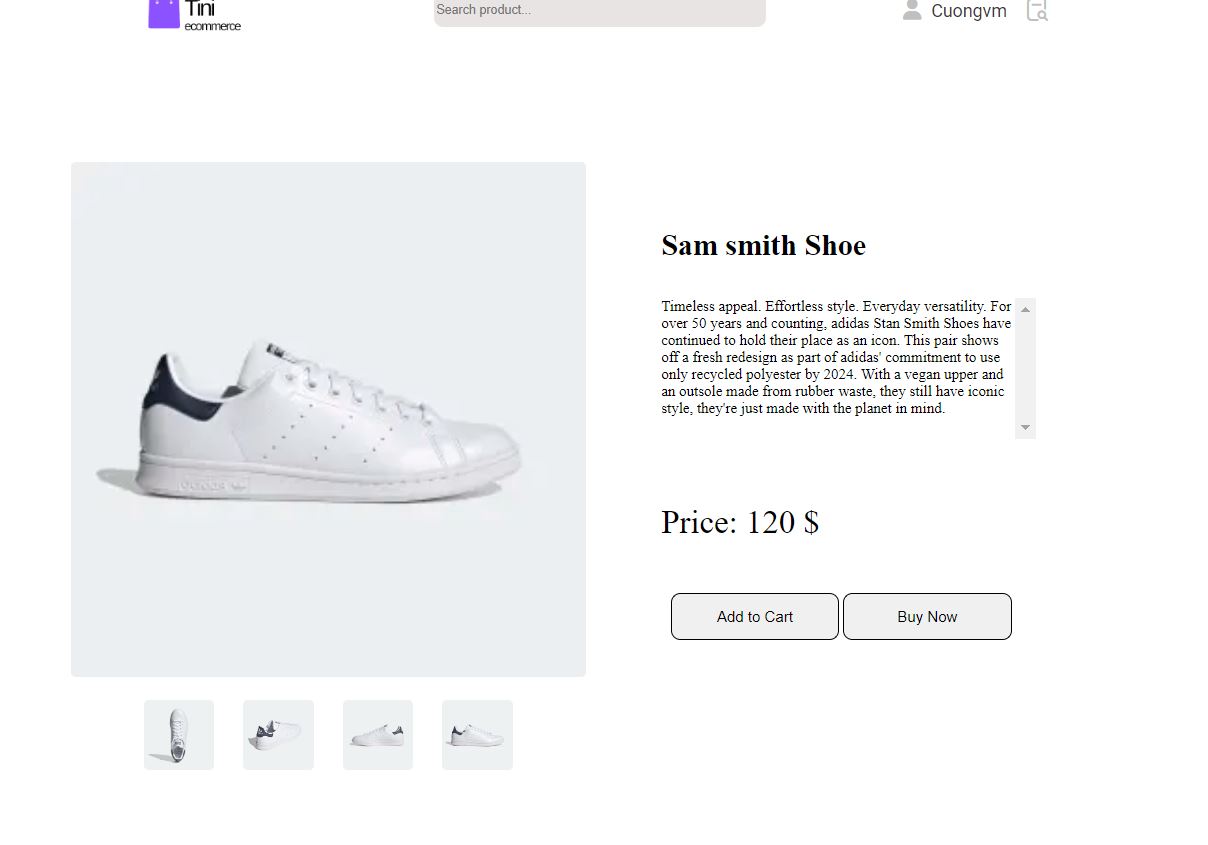 Tini
ecommerce
Search product...
Cuongvm
Sam smith Shoe
Timeless appeal. Effortless style. Everyday versatility. For
over 50 years and counting, adidas Stan Smith Shoes have
continued to hold their place as an icon. This pair shows
off a fresh redesign as part of adidas' commitment to use
only recycled polyester by 2024. With a vegan upper and
an outsole made from rubber waste, they still have iconic
style, they're just made with the planet in mind.
adidas
Price: 120 $
Add to Cart
Buy Now